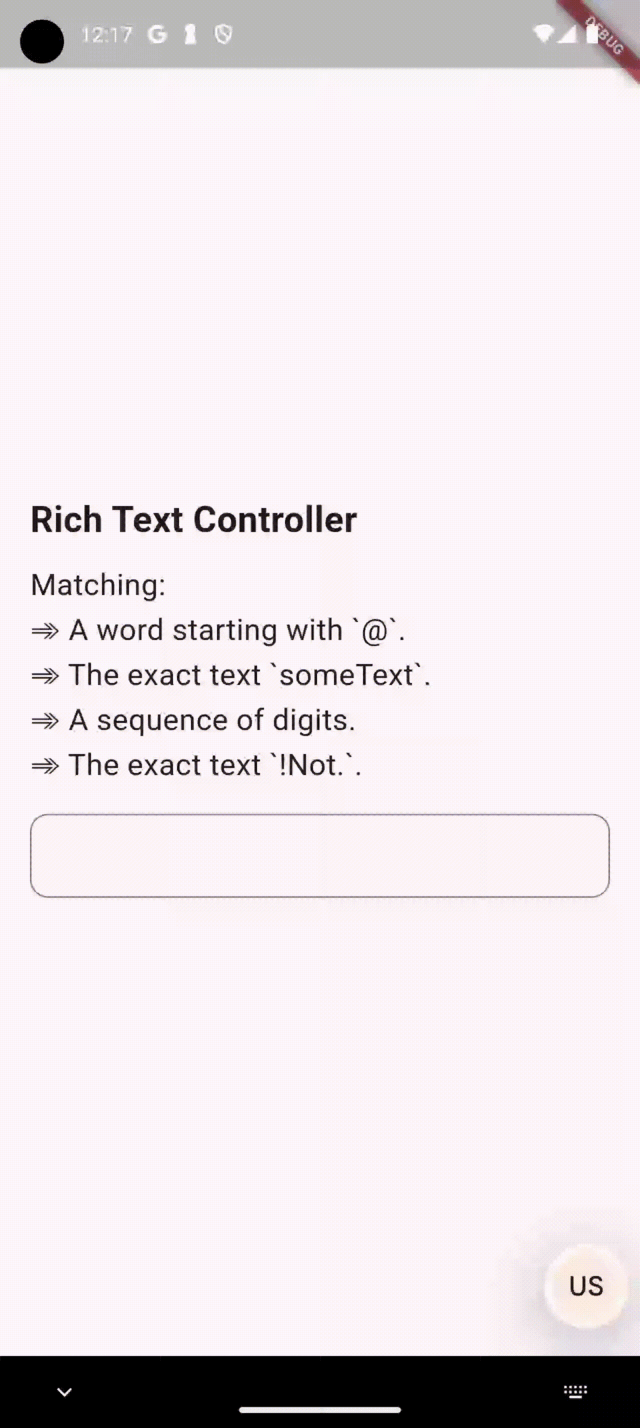 12:17 G
DEBUG
Rich Text Controller
Matching:
⇛ A word starting with `@`.
⇛ The exact text `someText`.
⇛ A sequence of digits.
⇛ The exact text `!Not.`.
US